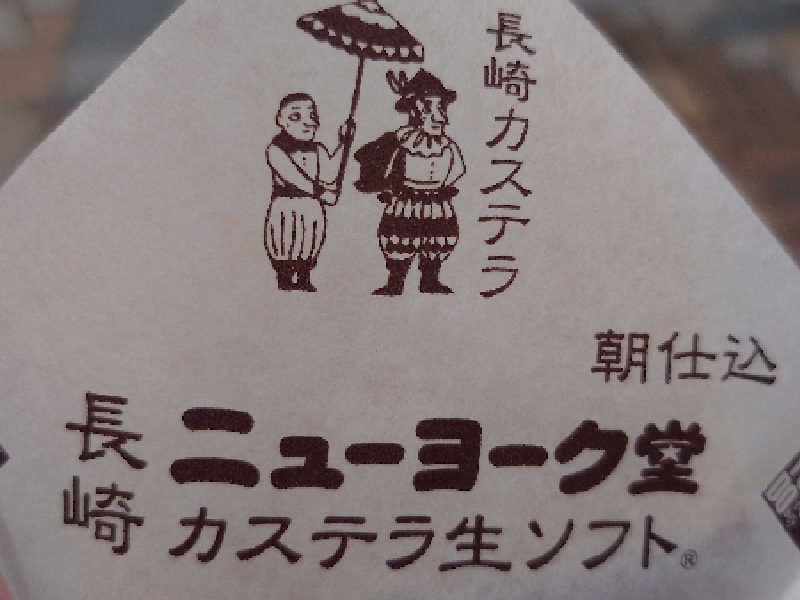 長崎カステラ
朝仕込
長崎
ニューヨーク堂
カステラ生ソフト®